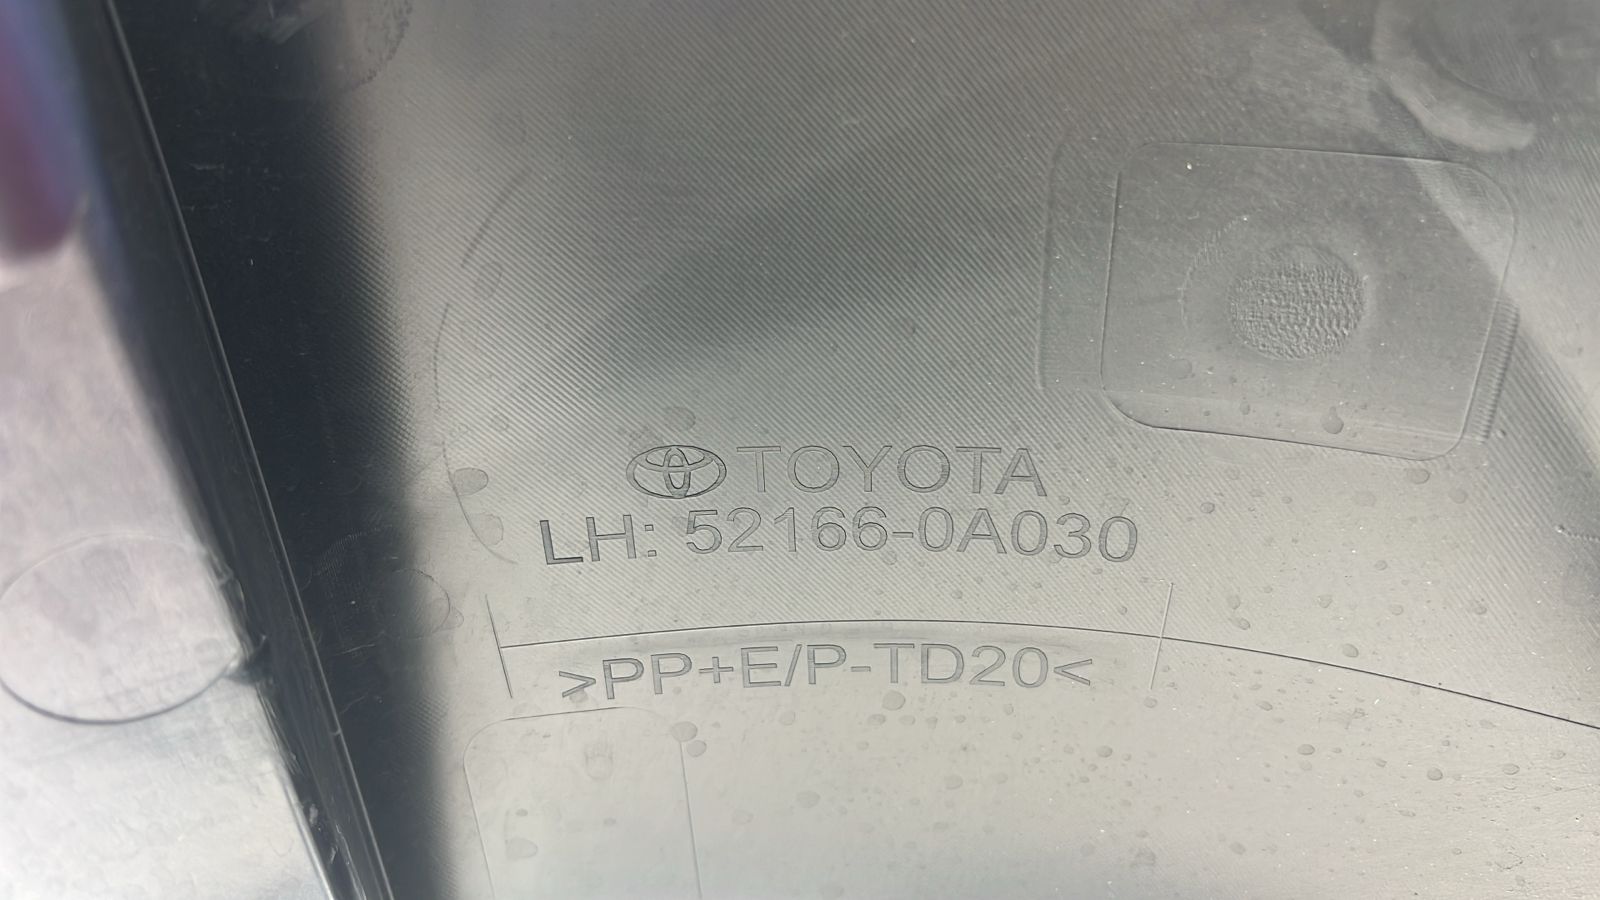 TOYOTA
LH: 52166-0A030
>PP+E/P-TD20<